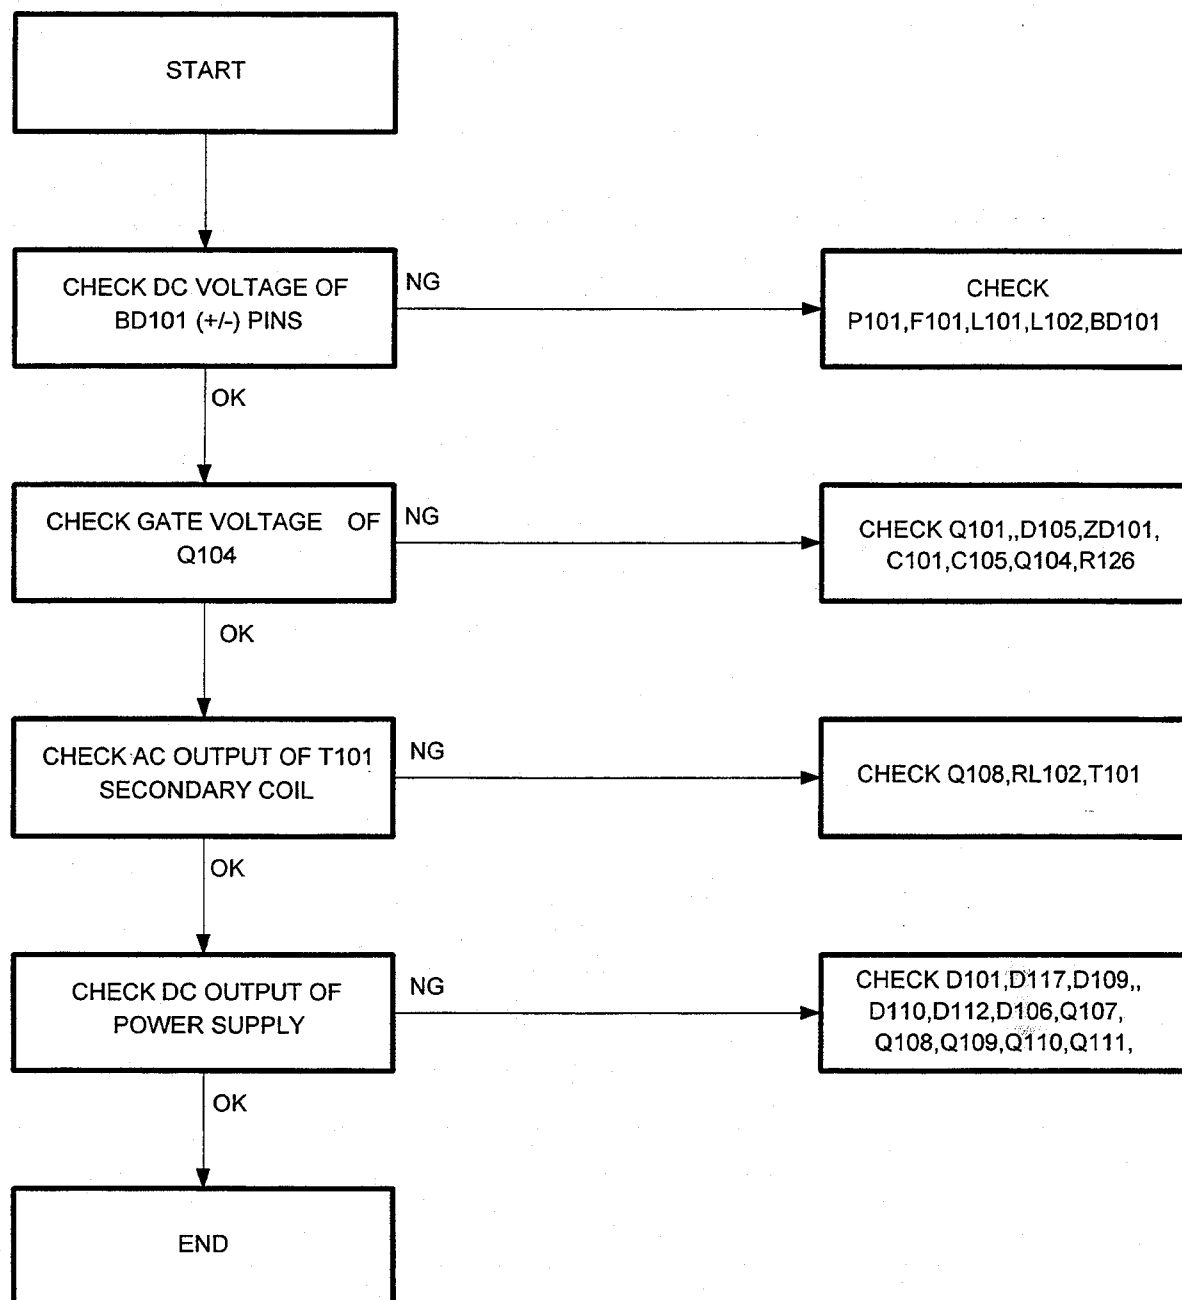 START
CHECK DC VOLTAGE OF
BD101 (+/-) PINS
NG
CHECK
P101,F101,L101,L102,BD101
OK
CHECK GATE VOLTAGE OF
Q104
NG
CHECK Q101,,D105,ZD101,
C101,C105,Q104,R126
OK
CHECK AC OUTPUT OF T101
SECONDARY COIL
NG
CHECK Q108,RL102,T101
OK
CHECK DC OUTPUT OF
POWER SUPPLY
NG
CHECK D101,D117,D109,,
D110,D112,D106,Q107,
Q108,Q109,Q110,Q111,
OK
END